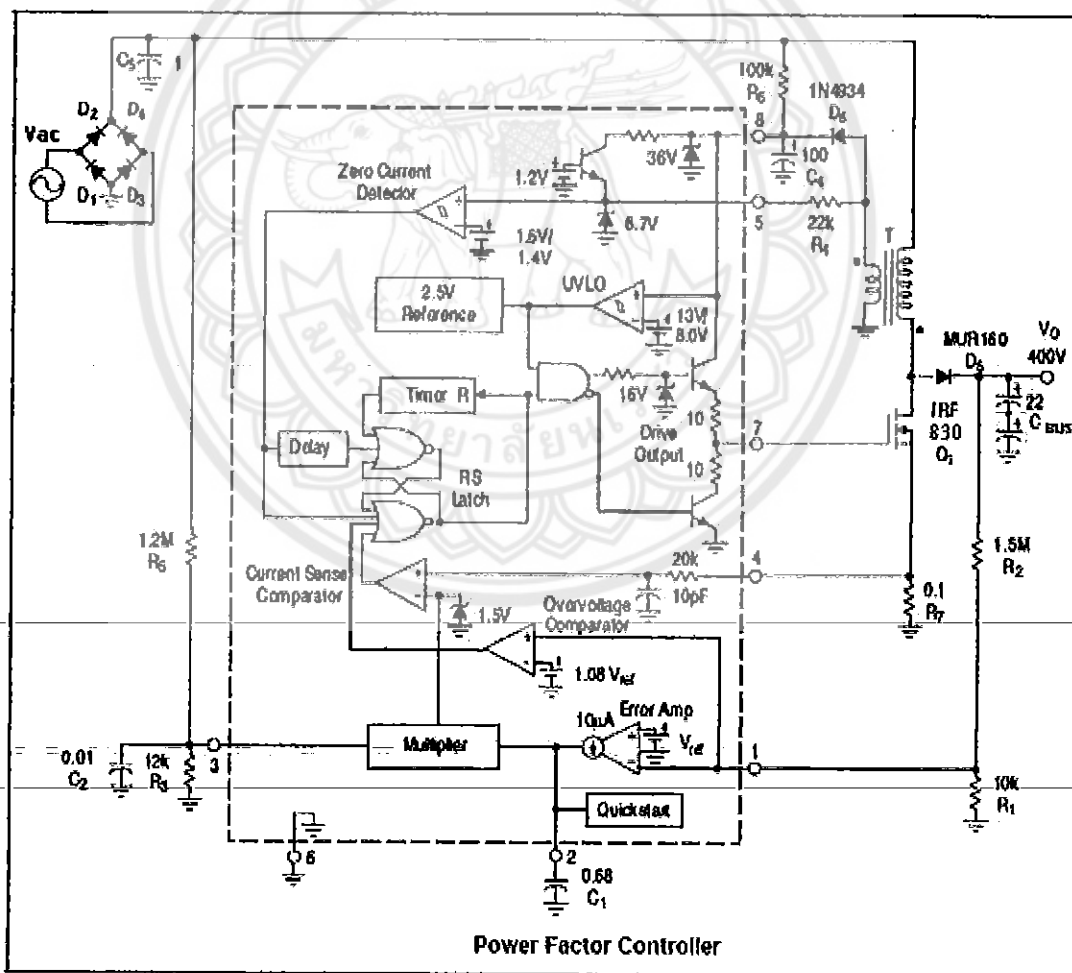 C5
1
D2
D4
Vac
D1
D3
100k
R6
1N4934
D6
8
100
C4
36V
1.2V
Zero Current
Detector
6.7V
5
22k
R4
T
1.6V/
1.4V
UVLO
2.5V
Reference
13V/
8.0V
MUR160
D5
VO
400V
16V
Timer R
10
Drive
Output
10
7
IRF
830
Q1
22
C BUS
Delay
RS
Latch
1.2M
R5
20k
4
1.5M
R2
Current Sense
Comparator
10pF
0.1
R7
1.5V
Overvoltage
Comparator
1.08 Vref
Error Amp
10µA
Multiplier
Vref
1
0.01
C2
12k
R3
3
10k
R1
Quickstart
6
2
0.68
C1
Power Factor Controller